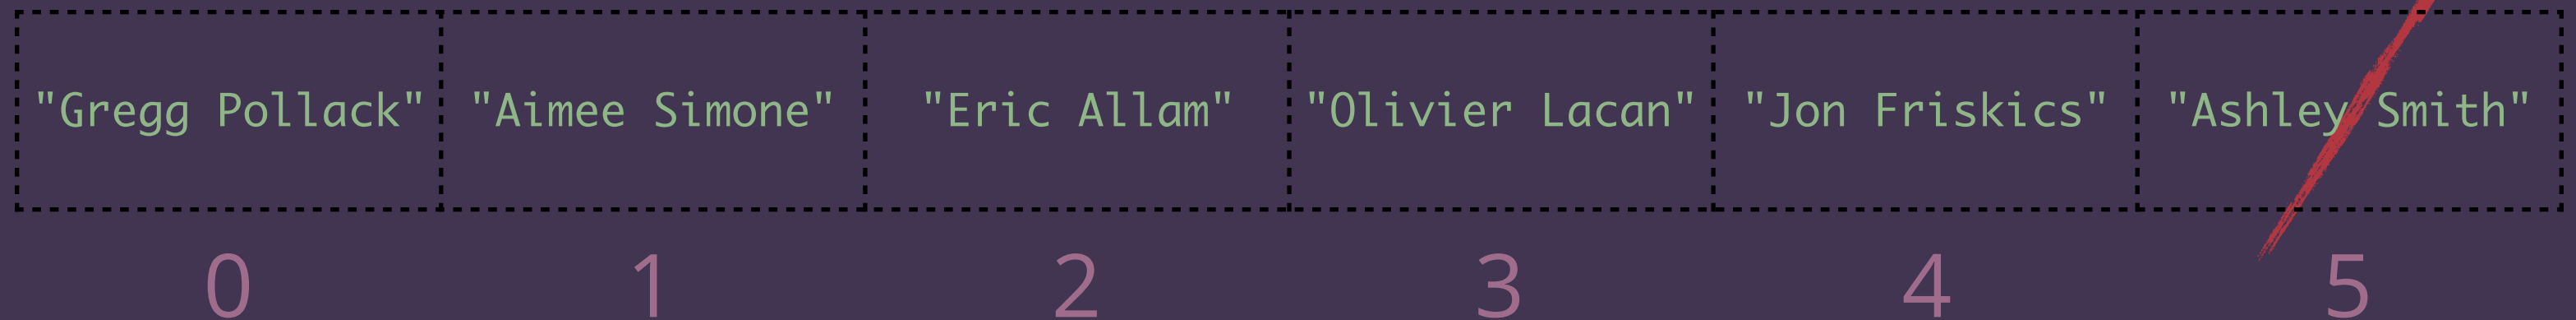 "Gregg Pollack" "Aimee Simone" "Eric Allam" "Olivier Lacan" "Jon Friskics" "Ashley Smith"
0 1 2 3 4 5